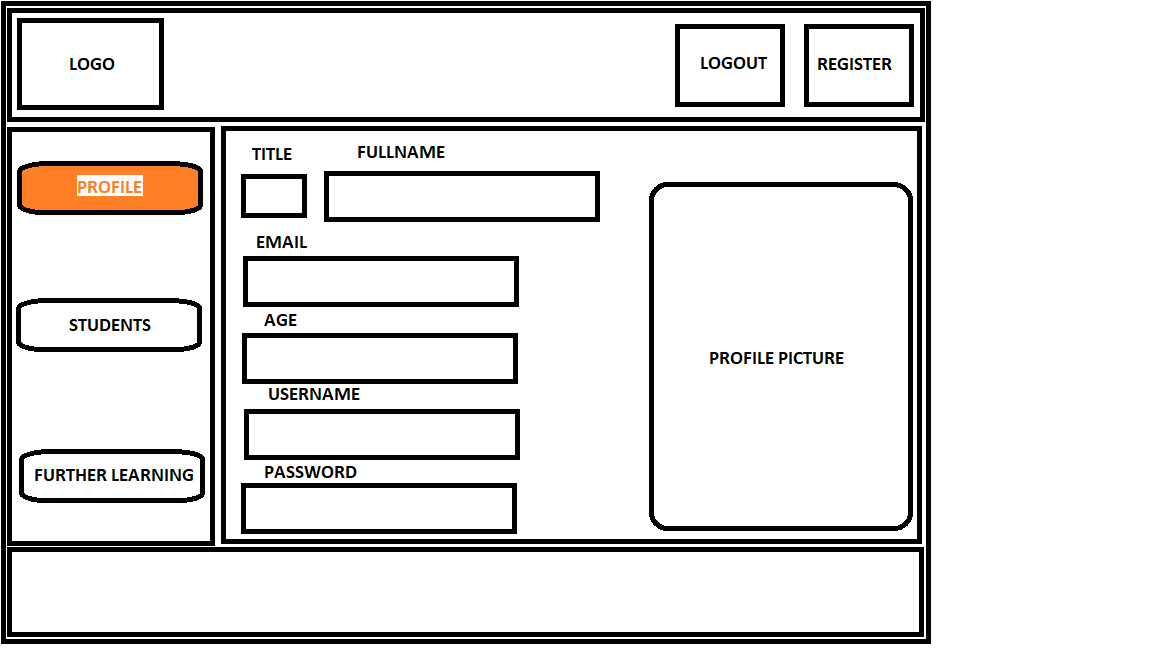 LOGO
LOGOUT
REGISTER
PROFILE
STUDENTS
FURTHER LEARNING
TITLE
FULLNAME
EMAIL
AGE
USERNAME
PASSWORD
PROFILE PICTURE